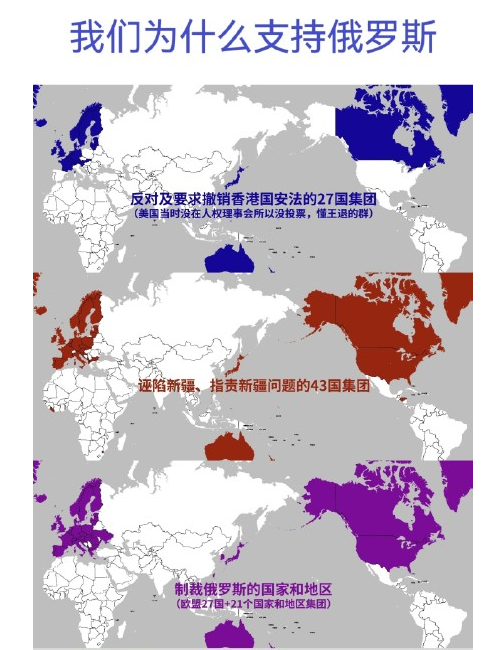 我们为什么支持俄罗斯
反对及要求撤销香港国安法的27国集团
（美国当时没在人权理事会所以没投票，懂王退的群）
诬陷新疆、指责新疆问题的43国集团
制裁俄罗斯的国家和地区
（欧盟27国+21个国家和地区集团）